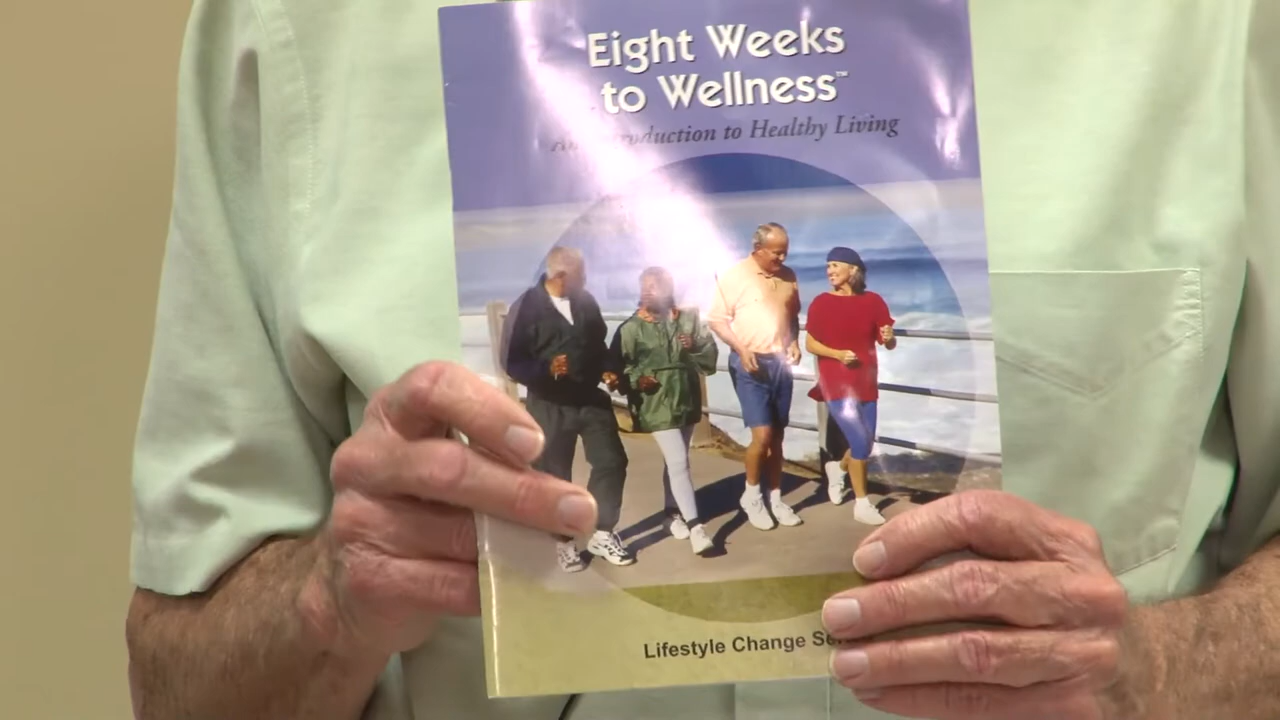 Eight Weeks
to Wellness™
An Introduction to Healthy Living
Lifestyle Change